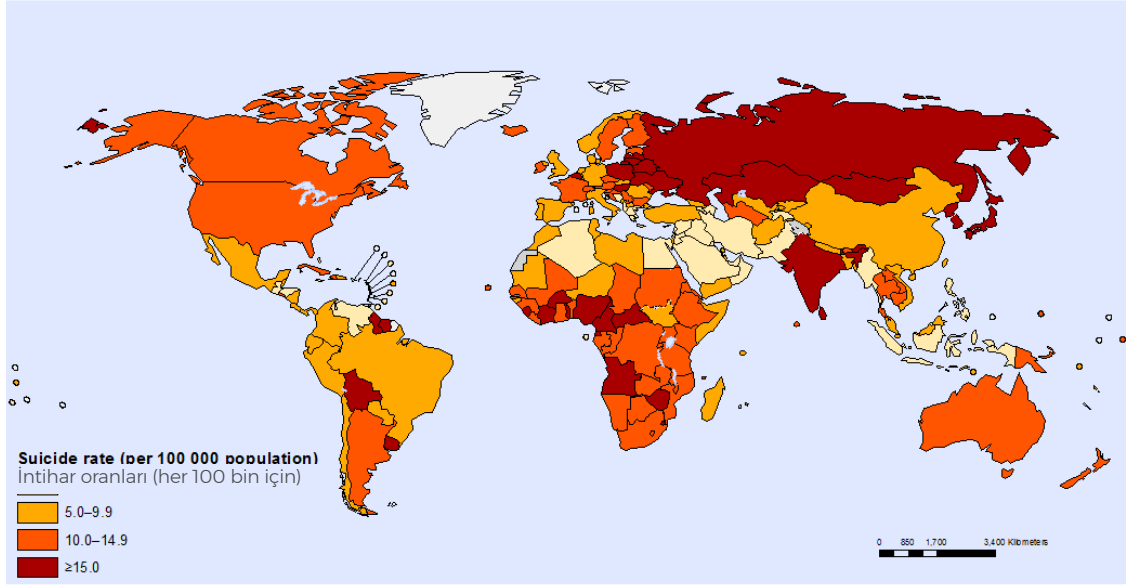 Suicide rate (per 100 000 population)
İntihar oranları (her 100 bin için)
5.0–9.9
10.0–14.9
≥15.0
0 850 1,700 3,400 Kilometers